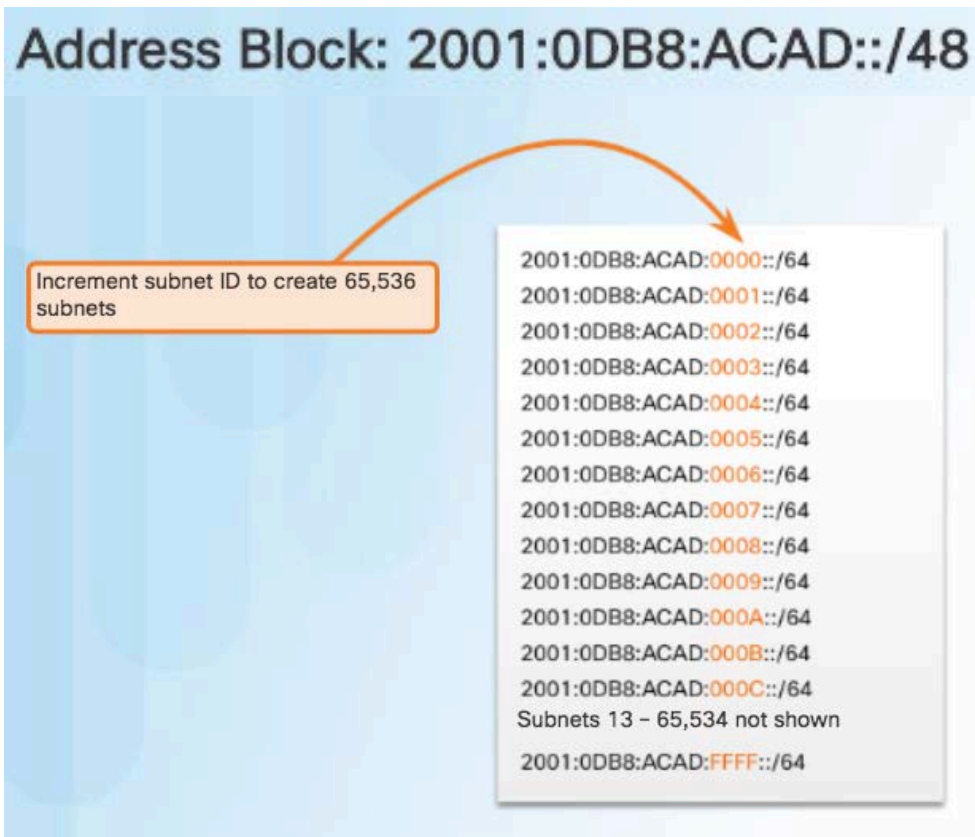 Address Block: 2001:0DB8:ACAD::/48
Increment subnet ID to create 65,536
subnets
2001:0DB8:ACAD:0000::/64
2001:0DB8:ACAD:0001::/64
2001:0DB8:ACAD:0002::/64
2001:0DB8:ACAD:0003::/64
2001:0DB8:ACAD:0004::/64
2001:0DB8:ACAD:0005::/64
2001:0DB8:ACAD:0006::/64
2001:0DB8:ACAD:0007::/64
2001:0DB8:ACAD:0008::/64
2001:0DB8:ACAD:0009::/64
2001:0DB8:ACAD:000A::/64
2001:0DB8:ACAD:000B::/64
2001:0DB8:ACAD:000C::/64
Subnets 13 – 65,534 not shown
2001:0DB8:ACAD:FFFF::/64